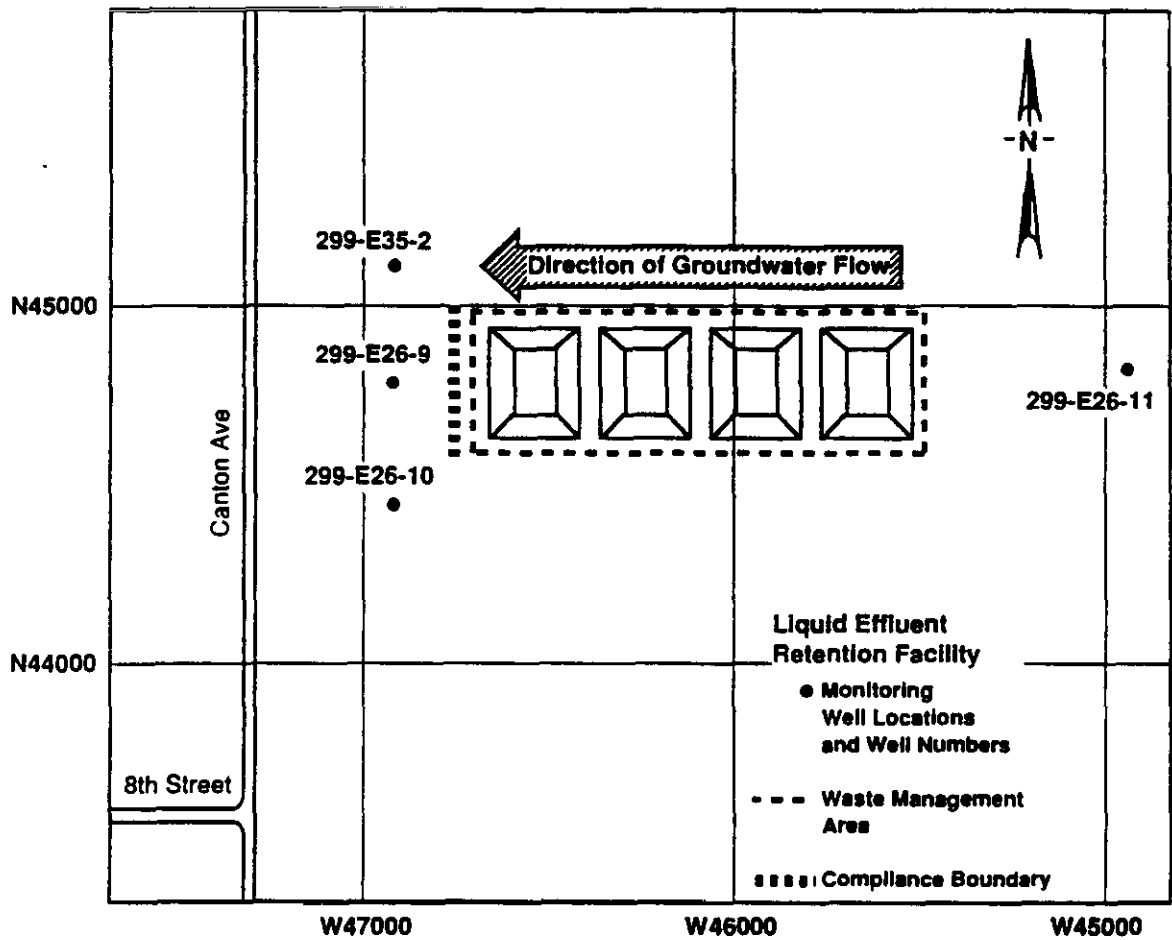 -N-
299-E35-2
Direction of Groundwater Flow
N45000
299-E26-9
299-E26-11
Canton Ave
299-E26-10
Liquid Effluent
Retention Facility
N44000
Monitoring
Well Locations
and Well Numbers
8th Street
Waste Management
Area
Compliance Boundary
W47000
W46000
W45000